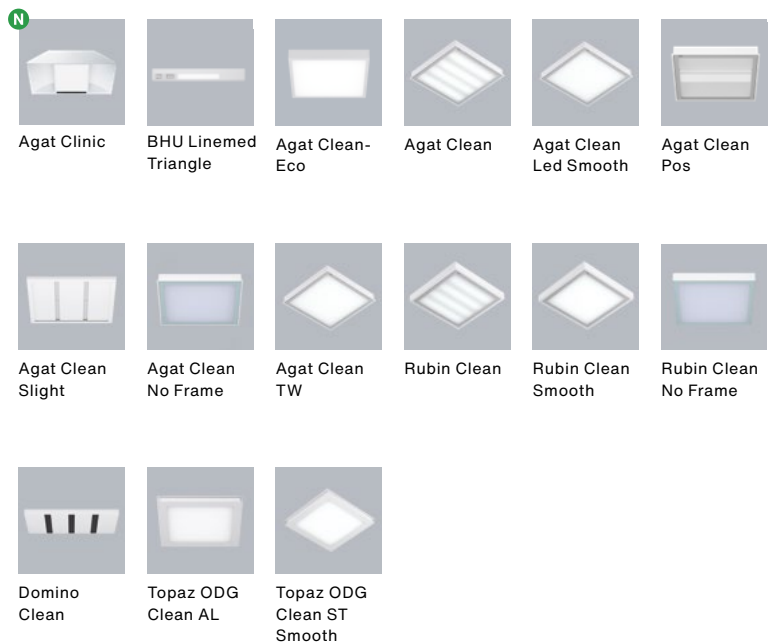 N
Agat Clinic
BHU Linemed
Triangle
Agat Clean-
Eco
Agat Clean
Agat Clean
Led Smooth
Agat Clean
Pos
Agat Clean
Slight
Agat Clean
No Frame
Agat Clean
TW
Rubin Clean
Rubin Clean
Smooth
Rubin Clean
No Frame
Domino
Clean
Topaz ODG
Clean AL
Topaz ODG
Clean ST
Smooth